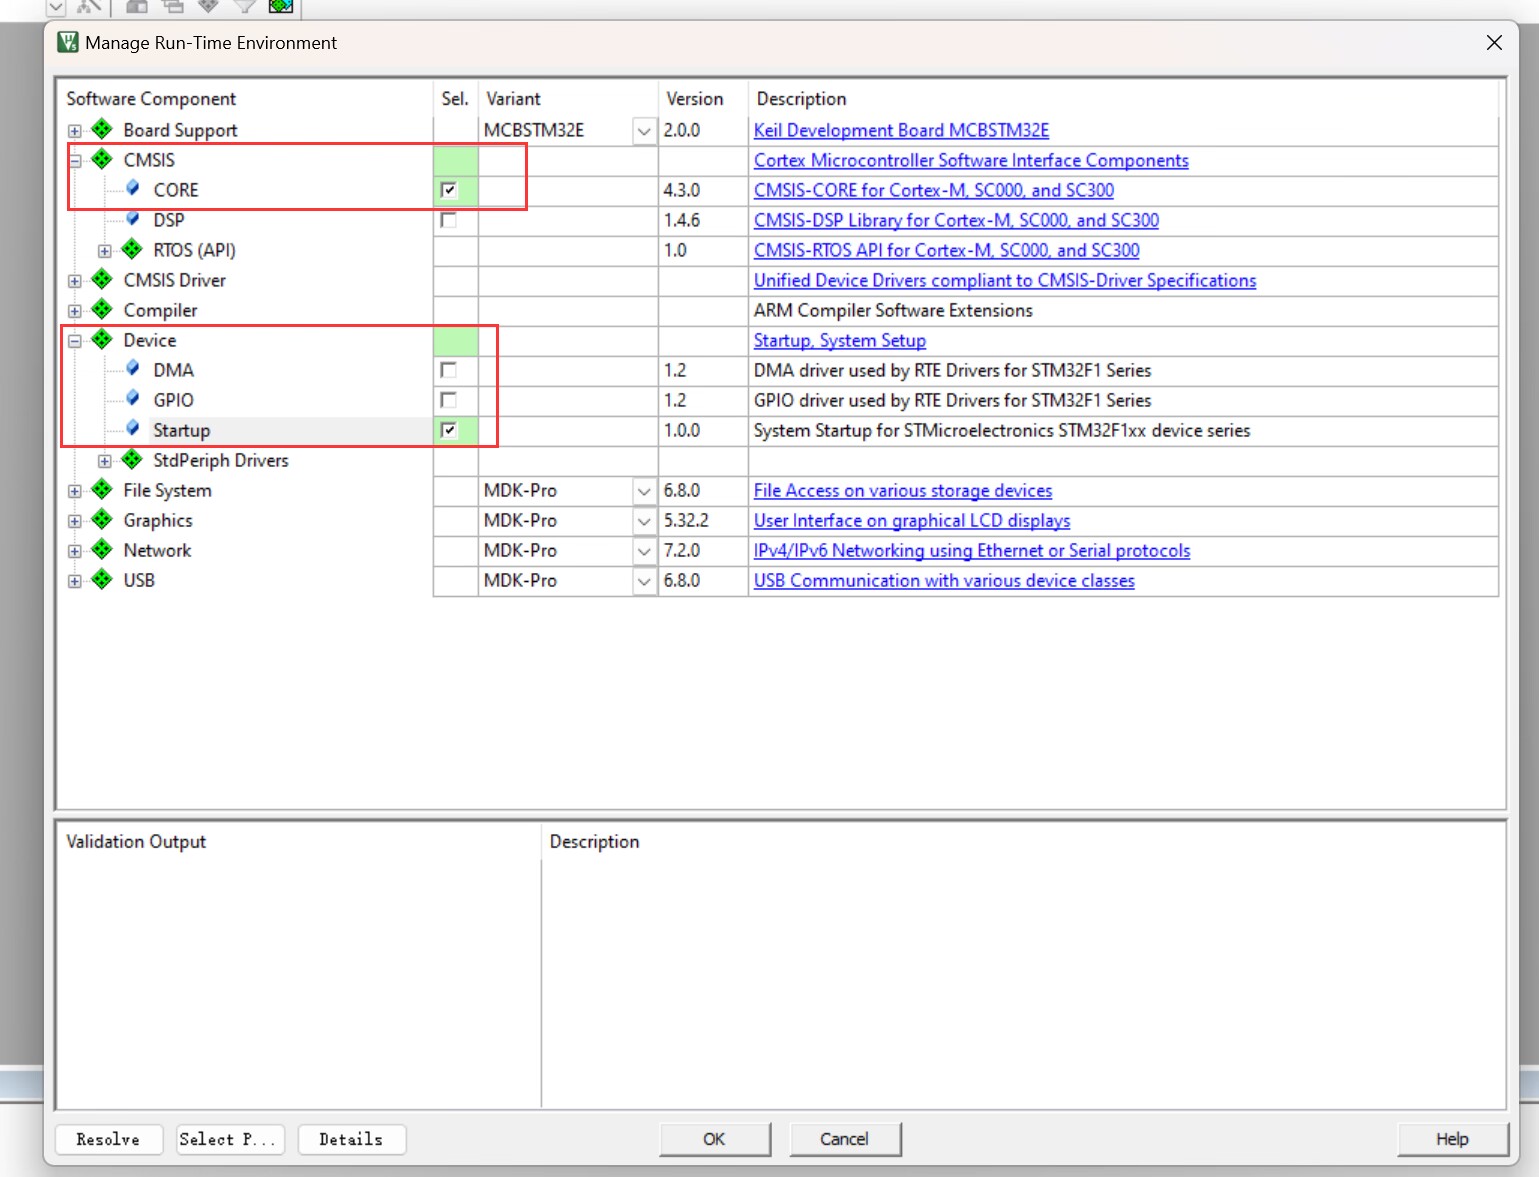 Manage Run-Time Environment
Software Component Sel. Variant Version Description
Board Support MCBSTM32E 2.0.0 Keil Development Board MCBSTM32E
CMSIS Cortex Microcontroller Software Interface Components
CORE 4.3.0 CMSIS-CORE for Cortex-M, SC000, and SC300
DSP 1.4.6 CMSIS-DSP Library for Cortex-M, SC000, and SC300
RTOS (API) 1.0 CMSIS-RTOS API for Cortex-M, SC000, and SC300
CMSIS Driver Unified Device Drivers compliant to CMSIS-Driver Specifications
Compiler ARM Compiler Software Extensions
Device Startup, System Setup
DMA 1.2 DMA driver used by RTE Drivers for STM32F1 Series
GPIO 1.2 GPIO driver used by RTE Drivers for STM32F1 Series
Startup 1.0.0 System Startup for STMicroelectronics STM32F1xx device series
StdPeriph Drivers
File System MDK-Pro 6.8.0 File Access on various storage devices
Graphics MDK-Pro 5.32.2 User Interface on graphical LCD displays
Network MDK-Pro 7.2.0 IPv4/IPv6 Networking using Ethernet or Serial protocols
USB MDK-Pro 6.8.0 USB Communication with various device classes
Validation Output Description
Resolve Select P... Details OK Cancel Help